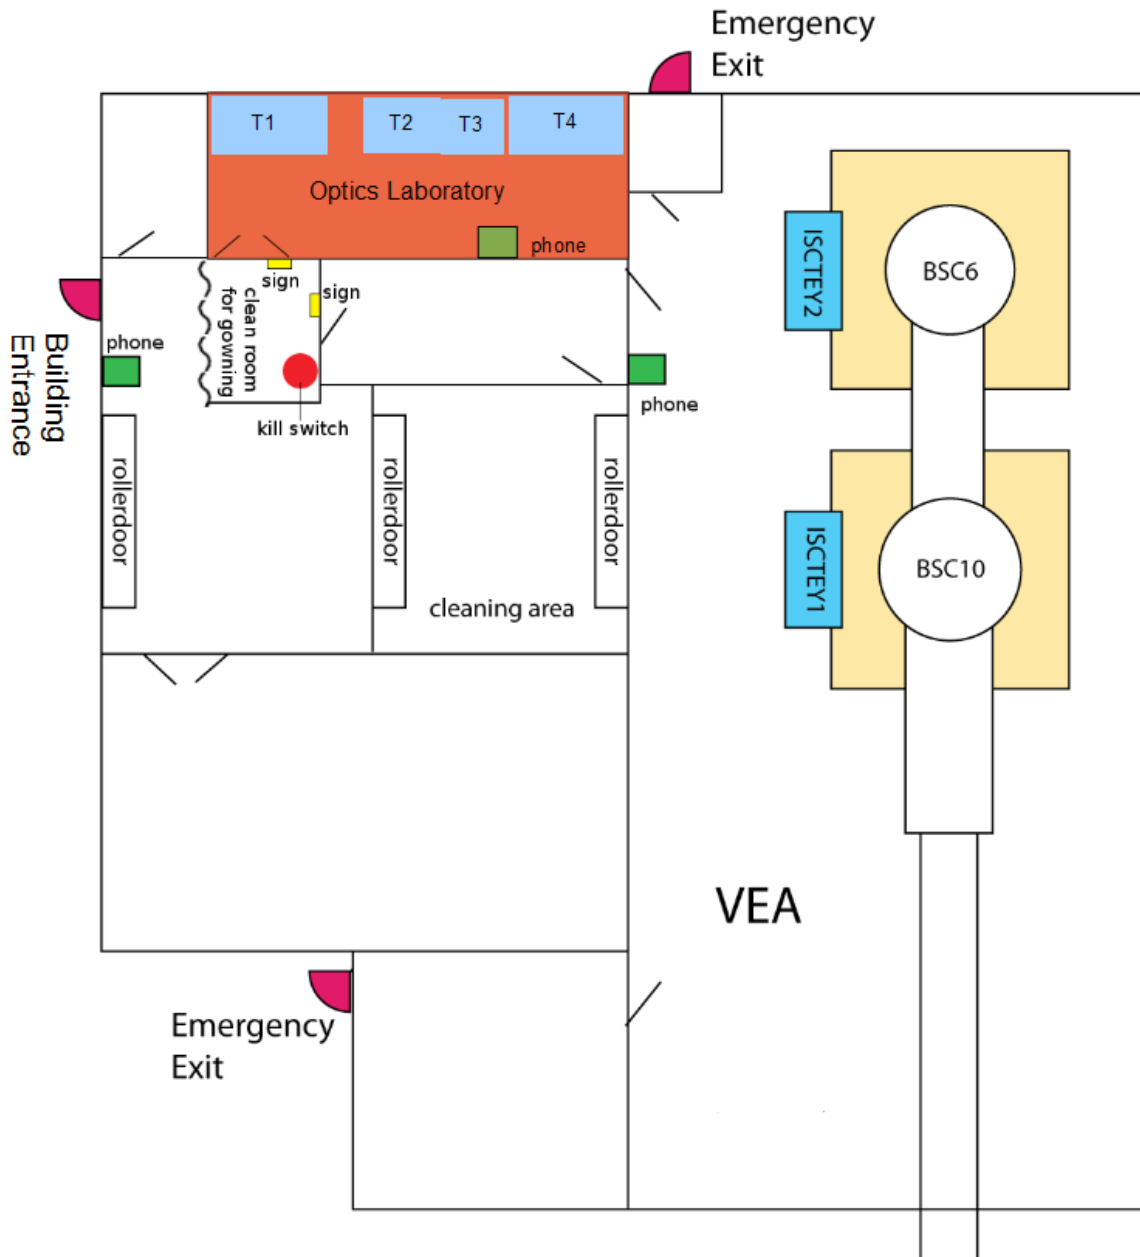 Emergency
Exit
T1
T2
T3
T4
Optics Laboratory
phone
sign
sign
clean room
for gowning
Building
Entrance
phone
kill switch
phone
rollerdoor
rollerdoor
rollerdoor
cleaning area
ISCTEY2
BSC6
ISCTEY1
BSC10
VEA
Emergency
Exit